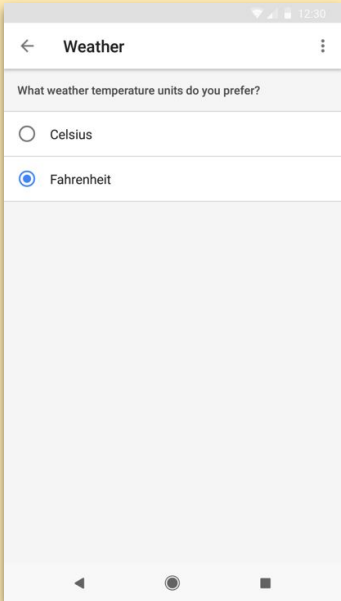 12:30
Weather
What weather temperature units do you prefer?
Celsius
Fahrenheit